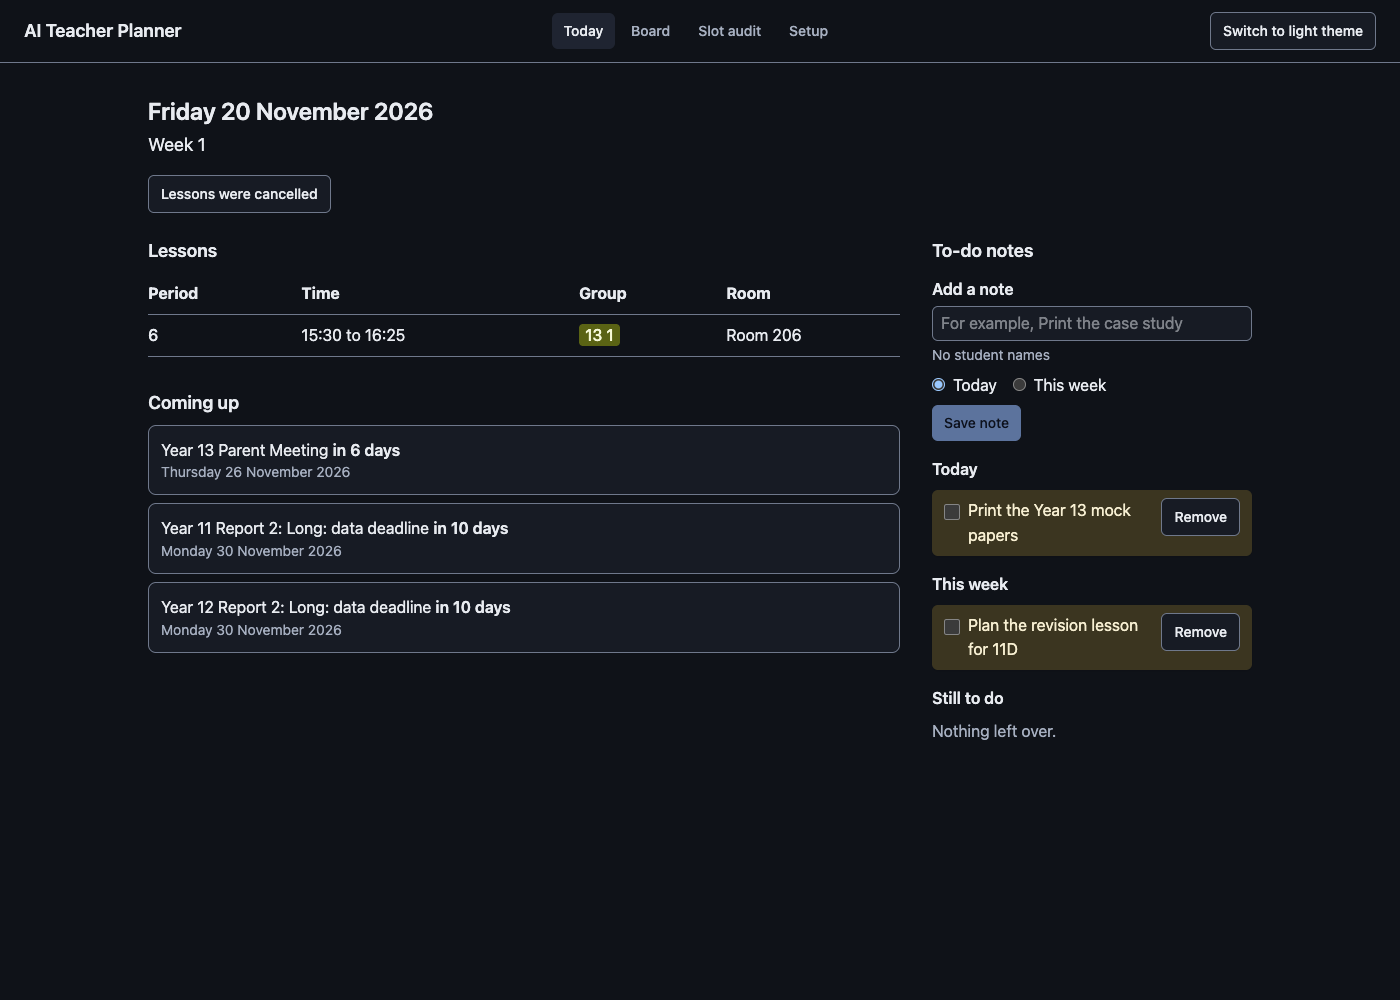 AI Teacher Planner
Today
Board
Slot audit
Setup
Switch to light theme
Friday 20 November 2026
Week 1
Lessons were cancelled
Lessons
Period Time Group Room
6 15:30 to 16:25 13 1 Room 206
Coming up
Year 13 Parent Meeting in 6 days
Thursday 26 November 2026
Year 11 Report 2: Long: data deadline in 10 days
Monday 30 November 2026
Year 12 Report 2: Long: data deadline in 10 days
Monday 30 November 2026
To-do notes
Add a note
For example, Print the case study
No student names
Today This week
Save note
Today
Print the Year 13 mock
papers
Remove
This week
Plan the revision lesson
for 11D
Remove
Still to do
Nothing left over.